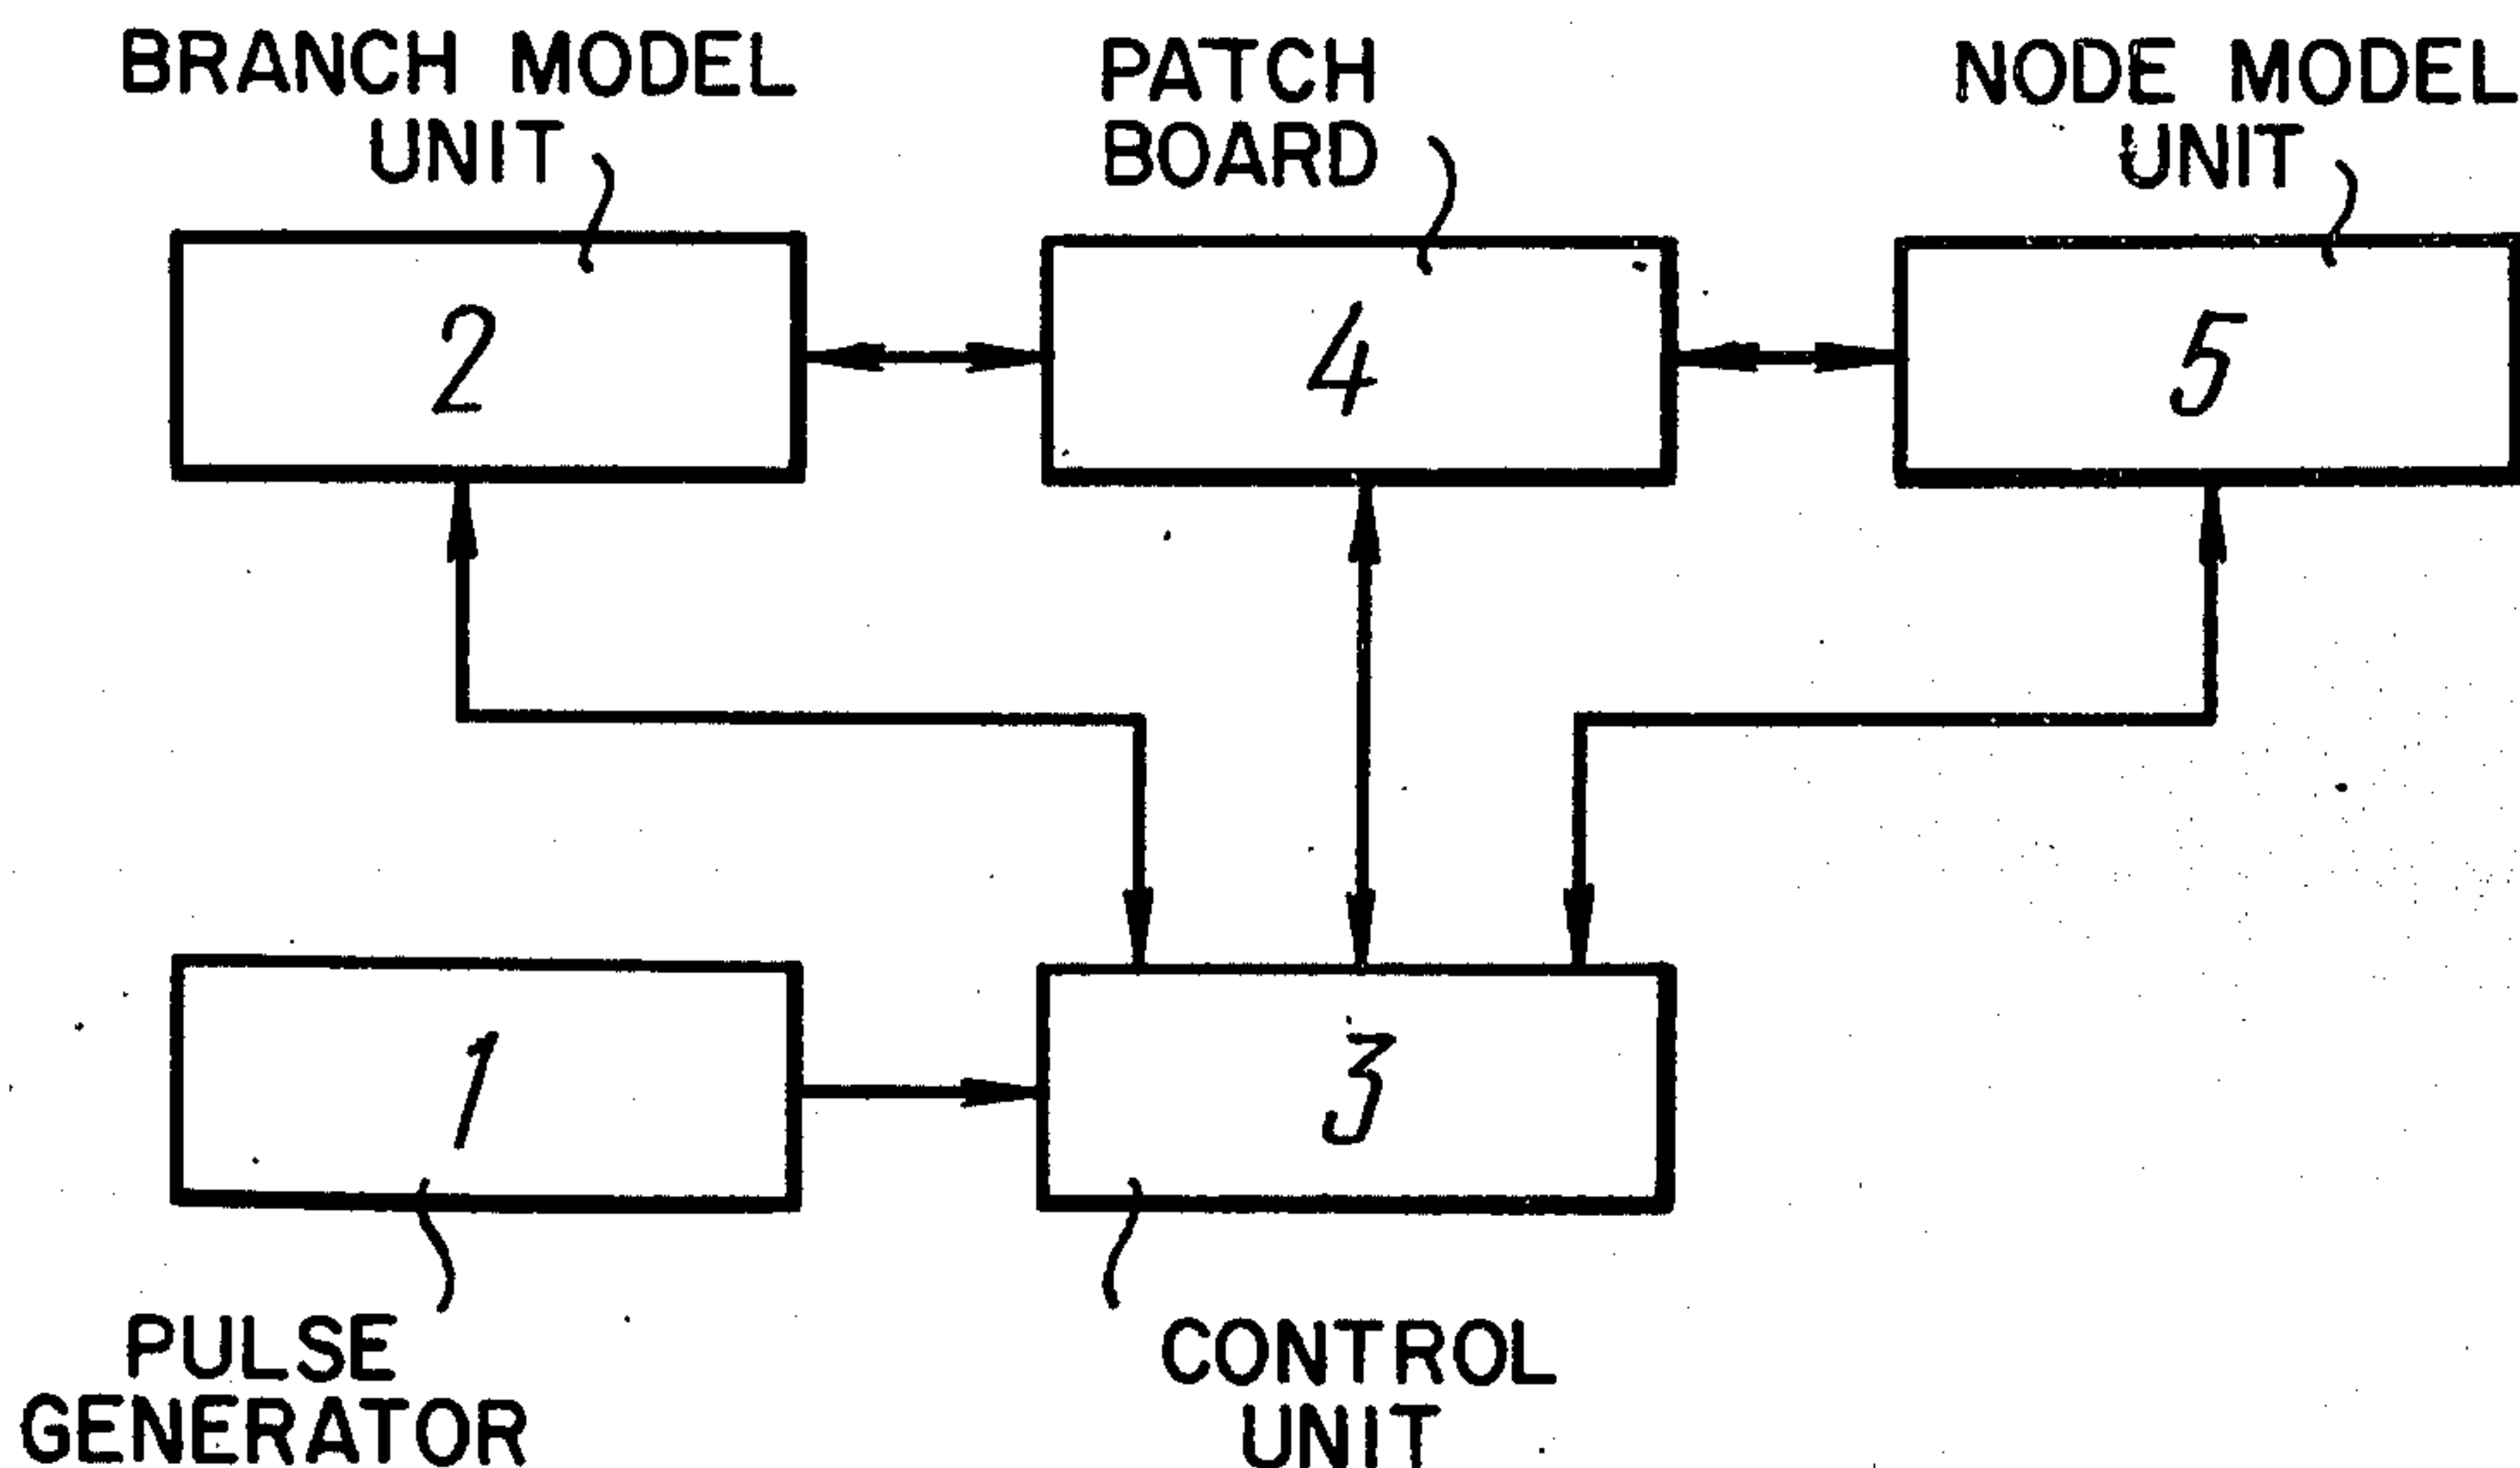 BRANCH MODEL
UNIT
PATCH
BOARD
NODE MODEL
UNIT
2
4
5
1
3
PULSE
GENERATOR
CONTROL
UNIT